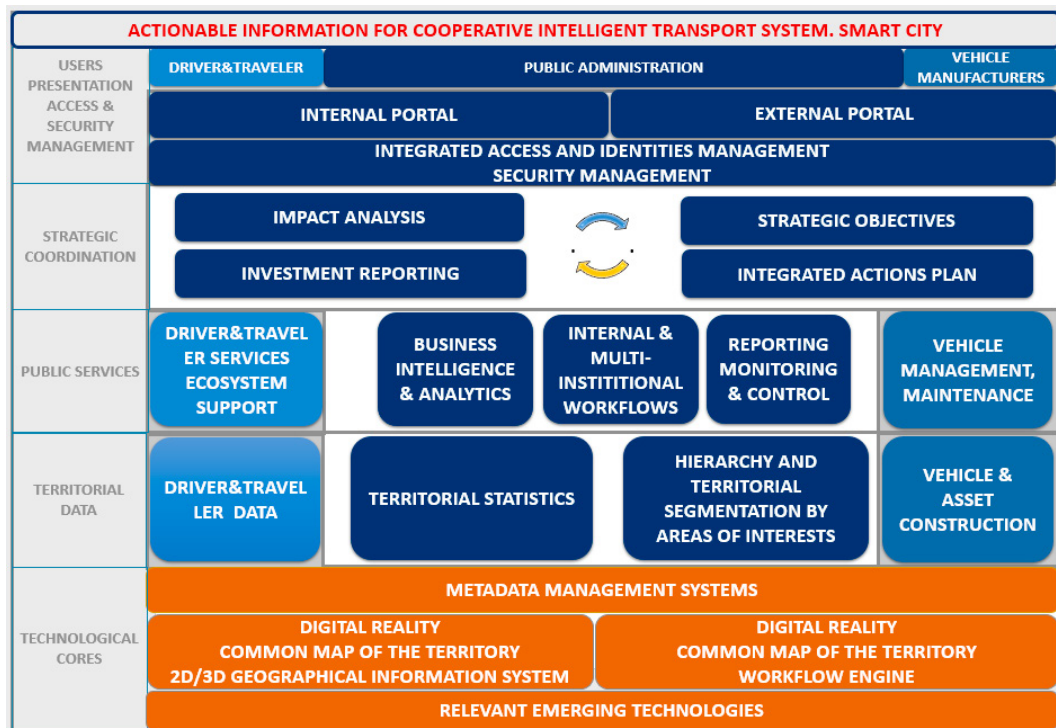 ACTIONABLE INFORMATION FOR COOPERATIVE INTELLIGENT TRANSPORT SYSTEM. SMART CITY
USERS
PRESENTATION
ACCESS &
SECURITY
MANAGEMENT
DRIVER&TRAVELER
PUBLIC ADMINISTRATION
VEHICLE
MANUFACTURERS
INTERNAL PORTAL
EXTERNAL PORTAL
INTEGRATED ACCESS AND IDENTITIES MANAGEMENT
SECURITY MANAGEMENT
STRATEGIC
COORDINATION
IMPACT ANALYSIS
STRATEGIC OBJECTIVES
INVESTMENT REPORTING
INTEGRATED ACTIONS PLAN
PUBLIC SERVICES
DRIVER&TRAVEL
ER SERVICES
ECOSYSTEM
SUPPORT
BUSINESS
INTELLIGENCE
& ANALYTICS
INTERNAL &
MULTI-
INSTITITIONAL
WORKFLOWS
REPORTING
MONITORING
& CONTROL
VEHICLE
MANAGEMENT,
MAINTENANCE
TERRITORIAL
DATA
DRIVER&TRAVEL
LER DATA
TERRITORIAL STATISTICS
HIERARCHY AND
TERRITORIAL
SEGMENTATION BY
AREAS OF INTERESTS
VEHICLE &
ASSET
CONSTRUCTION
TECHNOLOGICAL
CORES
METADATA MANAGEMENT SYSTEMS
DIGITAL REALITY
COMMON MAP OF THE TERRITORY
2D/3D GEOGRAPHICAL INFORMATION SYSTEM
DIGITAL REALITY
COMMON MAP OF THE TERRITORY
WORKFLOW ENGINE
RELEVANT EMERGING TECHNOLOGIES